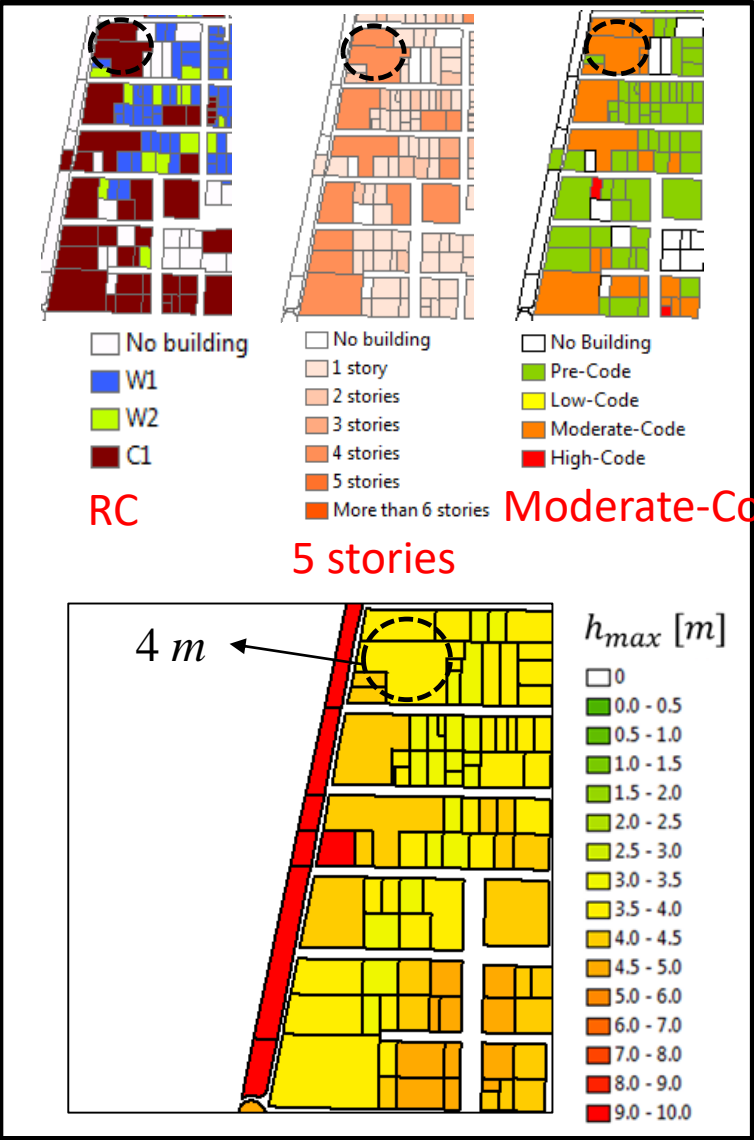 No building
W1
W2
C1
RC
No building
1 story
2 stories
3 stories
4 stories
5 stories
More than 6 stories
5 stories
No Building
Pre-Code
Low-Code
Moderate-Code
High-Code
Moderate-Co
4 m
hmax [m]
0
0.0 - 0.5
0.5 - 1.0
1.0 - 1.5
1.5 - 2.0
2.0 - 2.5
2.5 - 3.0
3.0 - 3.5
3.5 - 4.0
4.0 - 4.5
4.5 - 5.0
5.0 - 6.0
6.0 - 7.0
7.0 - 8.0
8.0 - 9.0
9.0 - 10.0